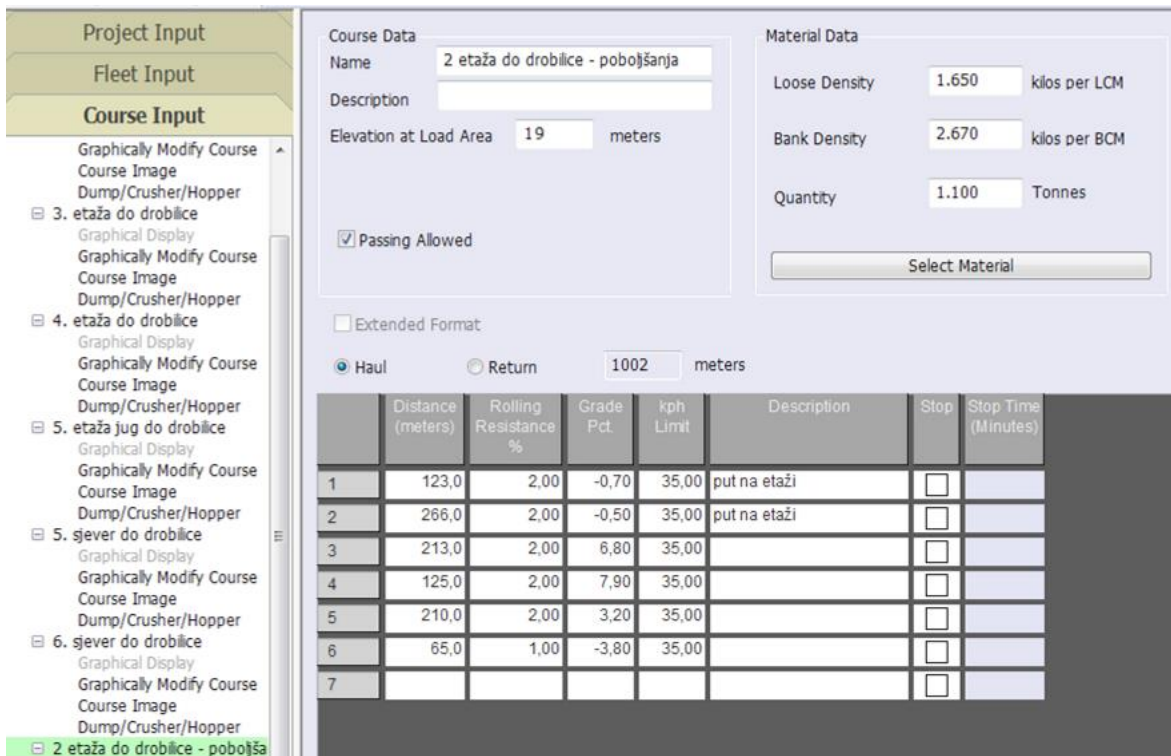 Project Input
Fleet Input
Course Input
Graphically Modify Course
Course Image
Dump/Crusher/Hopper
3. etaža do drobilice
Graphical Display
Graphically Modify Course
Course Image
Dump/Crusher/Hopper
4. etaža do drobilice
Graphical Display
Graphically Modify Course
Course Image
Dump/Crusher/Hopper
5. etaža jug do drobilice
Graphical Display
Graphically Modify Course
Course Image
Dump/Crusher/Hopper
5. sjever do drobilice
Graphical Display
Graphically Modify Course
Course Image
Dump/Crusher/Hopper
6. sjever do drobilice
Graphical Display
Graphically Modify Course
Course Image
Dump/Crusher/Hopper
2 etaža do drobilice - poboljša
Course Data
Name 2 etaža do drobilice - poboljšanja
Description
Elevation at Load Area 19 meters
Passing Allowed
Material Data
Loose Density 1.650 kilos per LCM
Bank Density 2.670 kilos per BCM
Quantity 1.100 Tonnes
Select Material
Extended Format
Haul Return 1002 meters
Distance (meters) Rolling Resistance % Grade Pct. kph Limit Description Stop Stop Time (Minutes)
1 123,0 2,00 -0,70 35,00 put na etaži
2 266,0 2,00 -0,50 35,00 put na etaži
3 213,0 2,00 6,80 35,00
4 125,0 2,00 7,90 35,00
5 210,0 2,00 3,20 35,00
6 65,0 1,00 -3,80 35,00
7